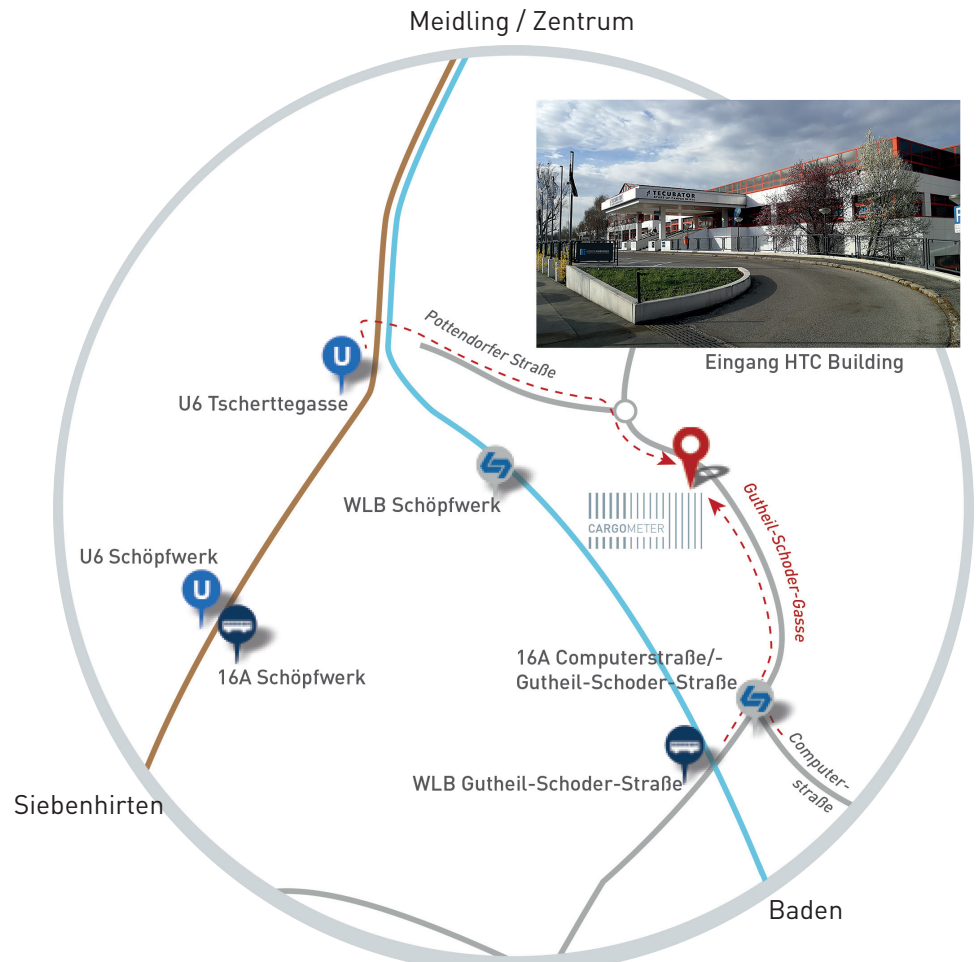 Meidling / Zentrum
TECURATOR
Eingang HTC Building
Pottendorfer Straße
U
U6 Tscherttegasse
WLB Schöpfwerk
CARGOMETER
Gutheil-Schoder-Gasse
U6 Schöpfwerk
U
16A Schöpfwerk
16A Computerstraße/-
Gutheil-Schoder-Straße
WLB Gutheil-Schoder-Straße
Computer-
straße
Siebenhirten
Baden